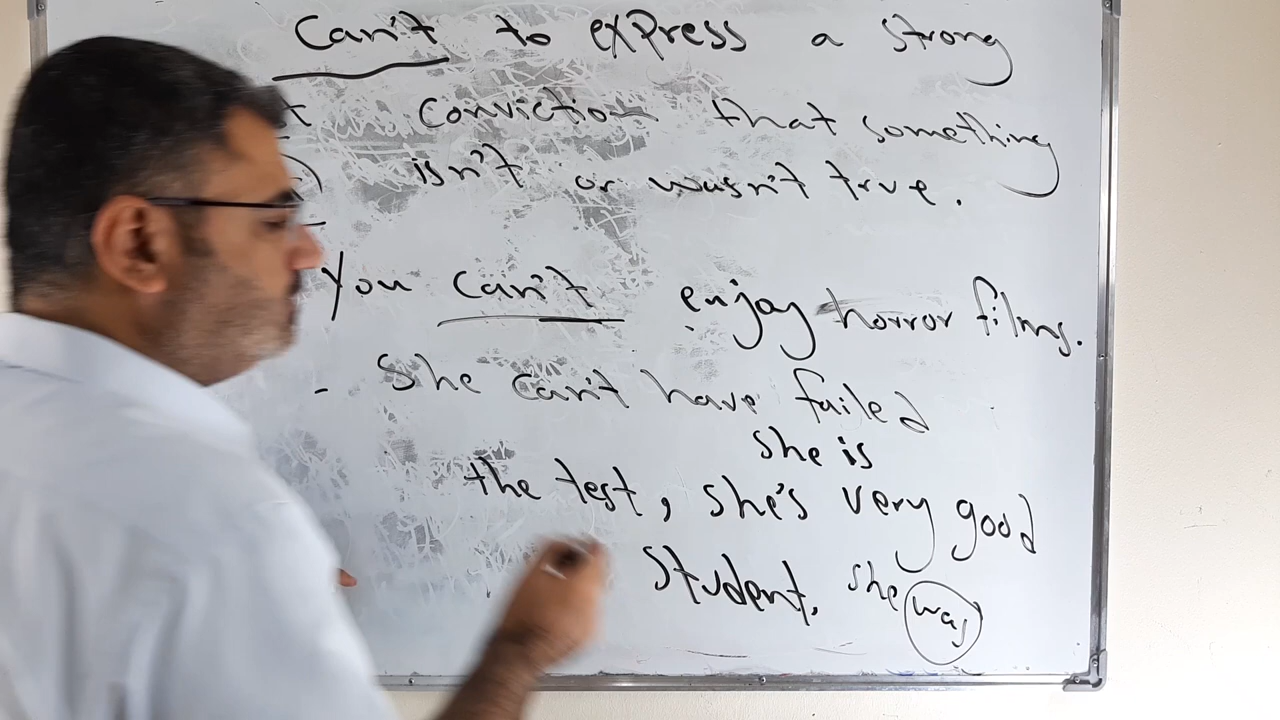 Can't to express a strong
conviction that something
isn't or wasn't true.
You can't enjoy horror films.
- She can't have failed
she is
the test, she's very good
student. she was